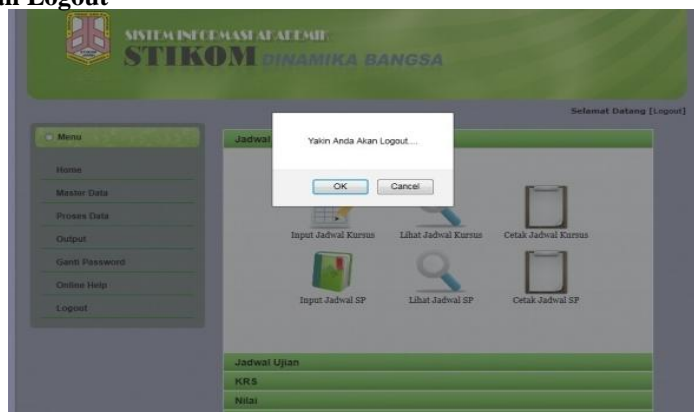 an Logout
SISTEM INFORMASI AKADEMIK
STIKOM DINAMIKA BANGSA
Selamat Datang [Logout]
Menu
Home
Master Data
Proses Data
Output
Ganti Password
Online Help
Logout
Jadwal
Yakin Anda Akan Logout....
OK Cancel
Input Jadwal Kursus Lihat Jadwal Kursus Cetak Jadwal Kursus
Input Jadwal SP Lihat Jadwal SP Cetak Jadwal SP
Jadwal Ujian
KRS
Nilai